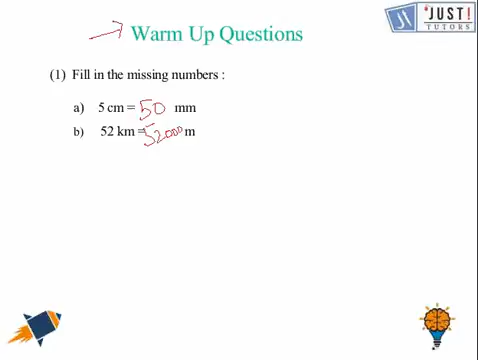 JUST!
TUTORS
Warm Up Questions
(1) Fill in the missing numbers :
a) 5 cm = 50 mm
b) 52 km = 52000 m